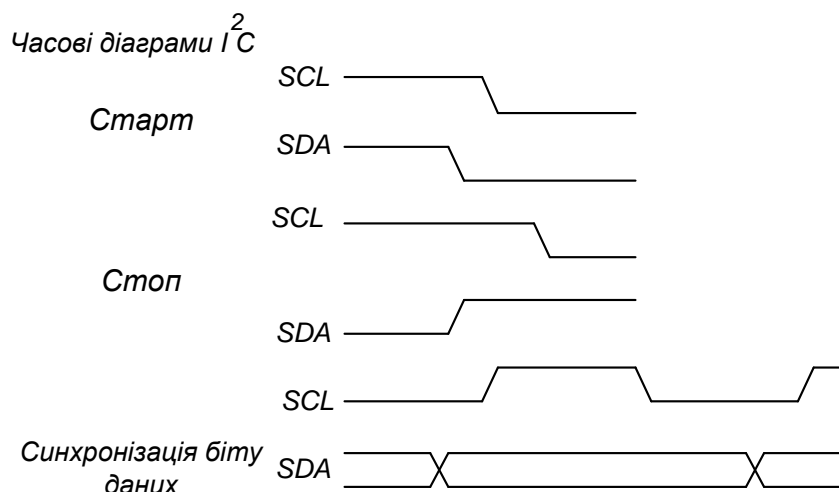 Часові діаграми I²C
SCL
Старт
SDA
SCL
Стоп
SDA
SCL
Синхронізація біту
даних
SDA